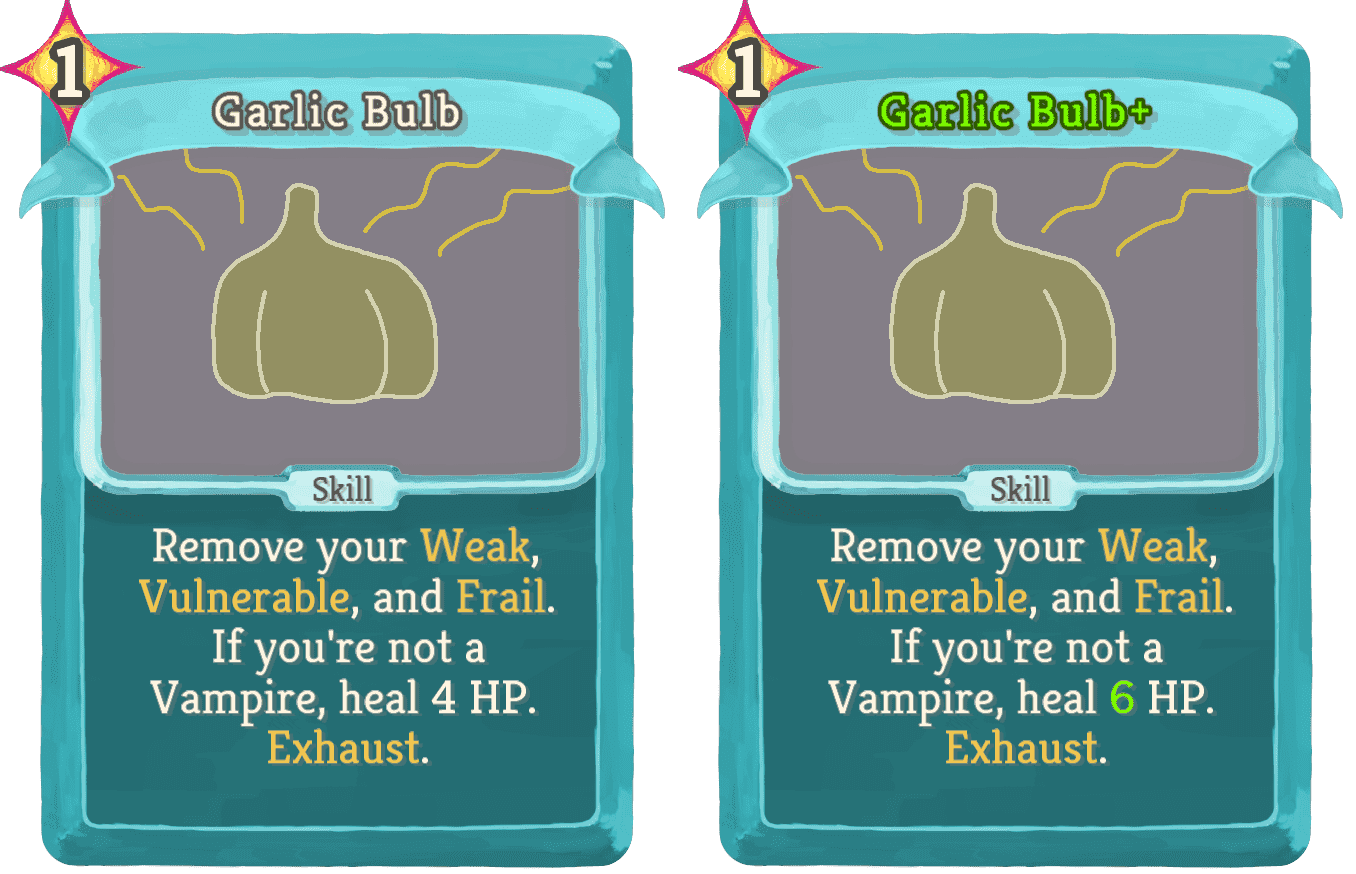 1
Garlic Bulb
Skill
Remove your Weak,
Vulnerable, and Frail.
If you're not a
Vampire, heal 4 HP.
Exhaust.
1
Garlic Bulb+
Skill
Remove your Weak,
Vulnerable, and Frail.
If you're not a
Vampire, heal 6 HP.
Exhaust.